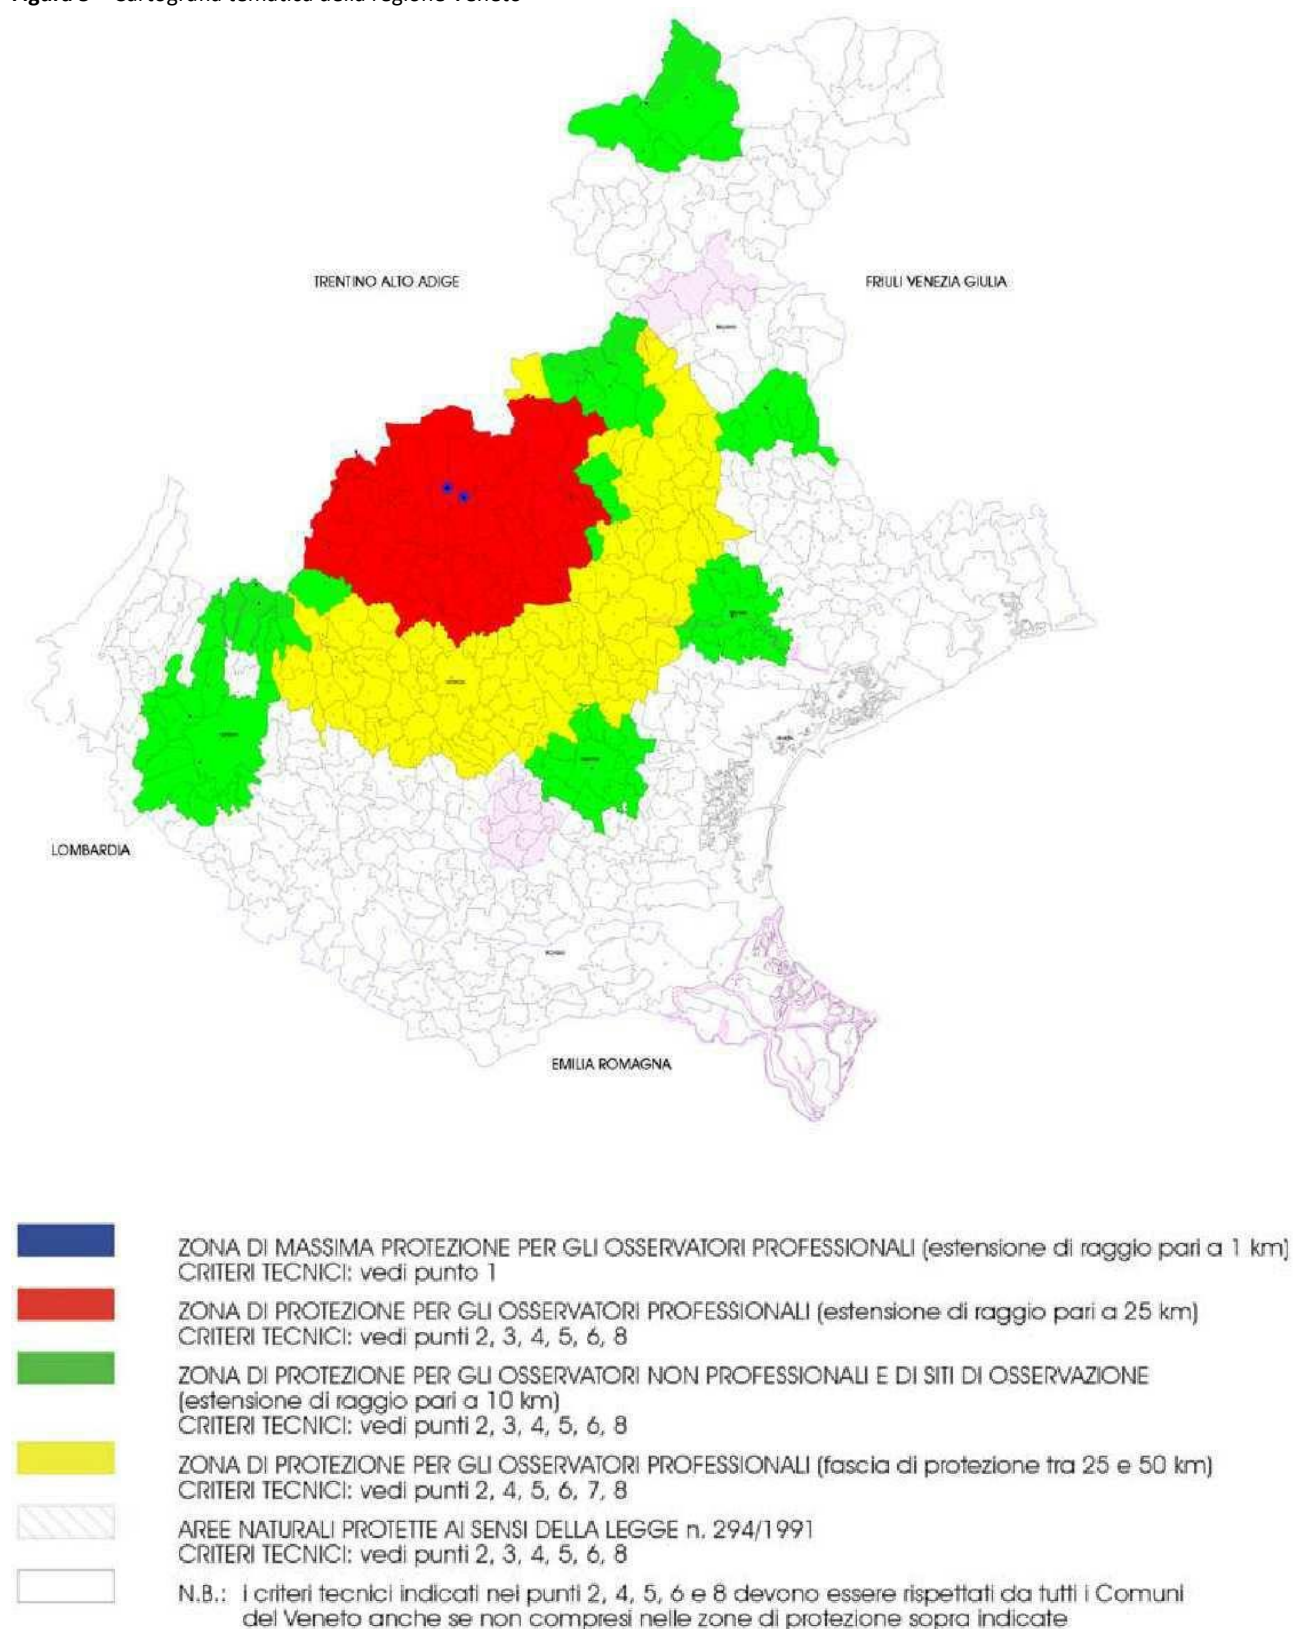 TRENTINO ALTO ADIGE
FRIULI VENEZIA GIULIA
LOMBARDIA
EMILIA ROMAGNA
ZONA DI MASSIMA PROTEZIONE PER GLI OSSERVATORI PROFESSIONALI (estensione di raggio pari a 1 km)
CRITERI TECNICI: vedi punto 1
ZONA DI PROTEZIONE PER GLI OSSERVATORI PROFESSIONALI (estensione di raggio pari a 25 km)
CRITERI TECNICI: vedi punti 2, 3, 4, 5, 6, 8
ZONA DI PROTEZIONE PER GLI OSSERVATORI NON PROFESSIONALI E DI SITI DI OSSERVAZIONE
(estensione di raggio pari a 10 km)
CRITERI TECNICI: vedi punti 2, 3, 4, 5, 6, 8
ZONA DI PROTEZIONE PER GLI OSSERVATORI PROFESSIONALI (fascia di protezione tra 25 e 50 km)
CRITERI TECNICI: vedi punti 2, 4, 5, 6, 7, 8
AREE NATURALI PROTETTE AI SENSI DELLA LEGGE n. 294/1991
CRITERI TECNICI: vedi punti 2, 3, 4, 5, 6, 8
N.B.: i criteri tecnici indicati nei punti 2, 4, 5, 6 e 8 devono essere rispettati da tutti i Comuni
del Veneto anche se non compresi nelle zone di protezione sopra indicate